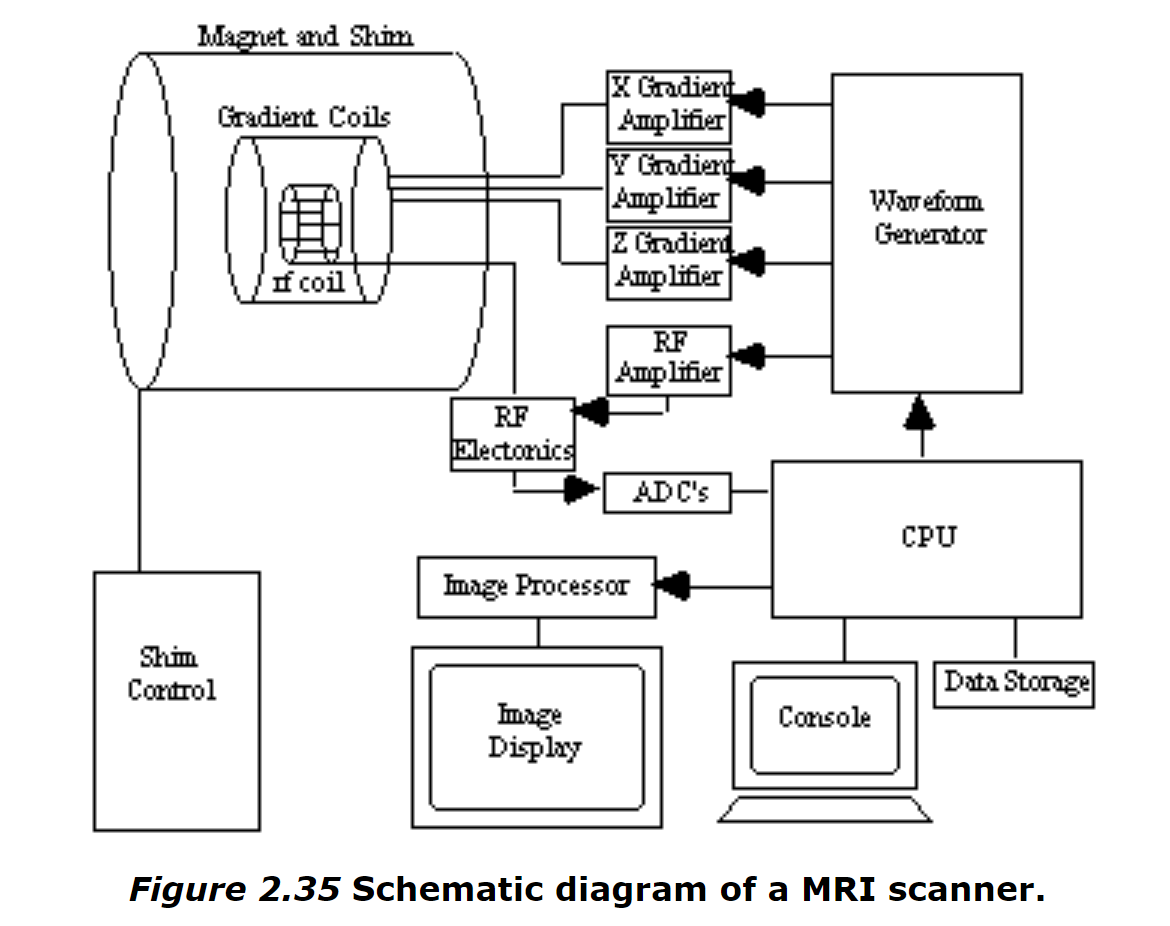 Magnet and Shim
Gradient Coils
rf coil
X Gradient
Amplifier
Y Gradient
Amplifier
Z Gradient
Amplifier
Waveform
Generator
RF
Amplifier
RF
Electonics
ADC's
CPU
Image Processor
Shim
Control
Image
Display
Console
Data Storage
Figure 2.35 Schematic diagram of a MRI scanner.